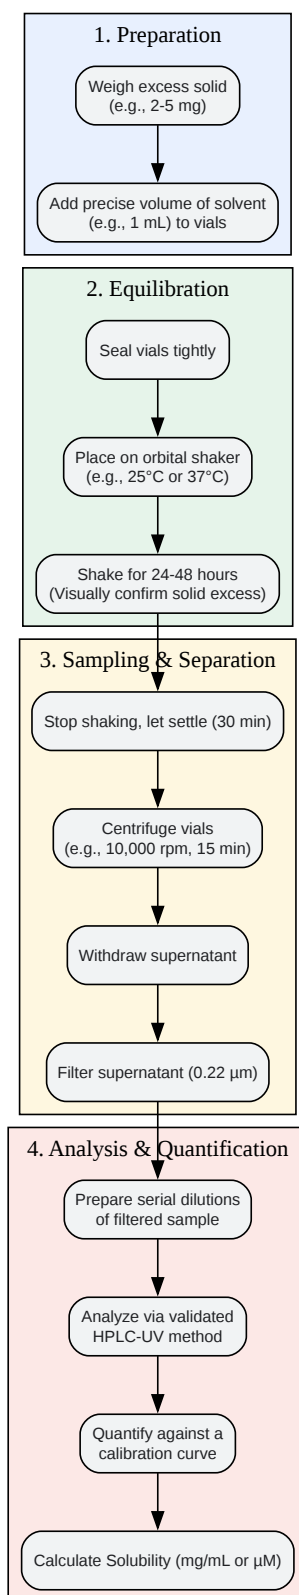 1. Preparation
Weigh excess solid
(e.g., 2-5 mg)
Add precise volume of solvent
(e.g., 1 mL) to vials
2. Equilibration
Seal vials tightly
Place on orbital shaker
(e.g., 25°C or 37°C)
Shake for 24-48 hours
(Visually confirm solid excess)
3. Sampling & Separation
Stop shaking, let settle (30 min)
Centrifuge vials
(e.g., 10,000 rpm, 15 min)
Withdraw supernatant
Filter supernatant (0.22 µm)
4. Analysis & Quantification
Prepare serial dilutions
of filtered sample
Analyze via validated
HPLC-UV method
Quantify against a
calibration curve
Calculate Solubility (mg/mL or µM)